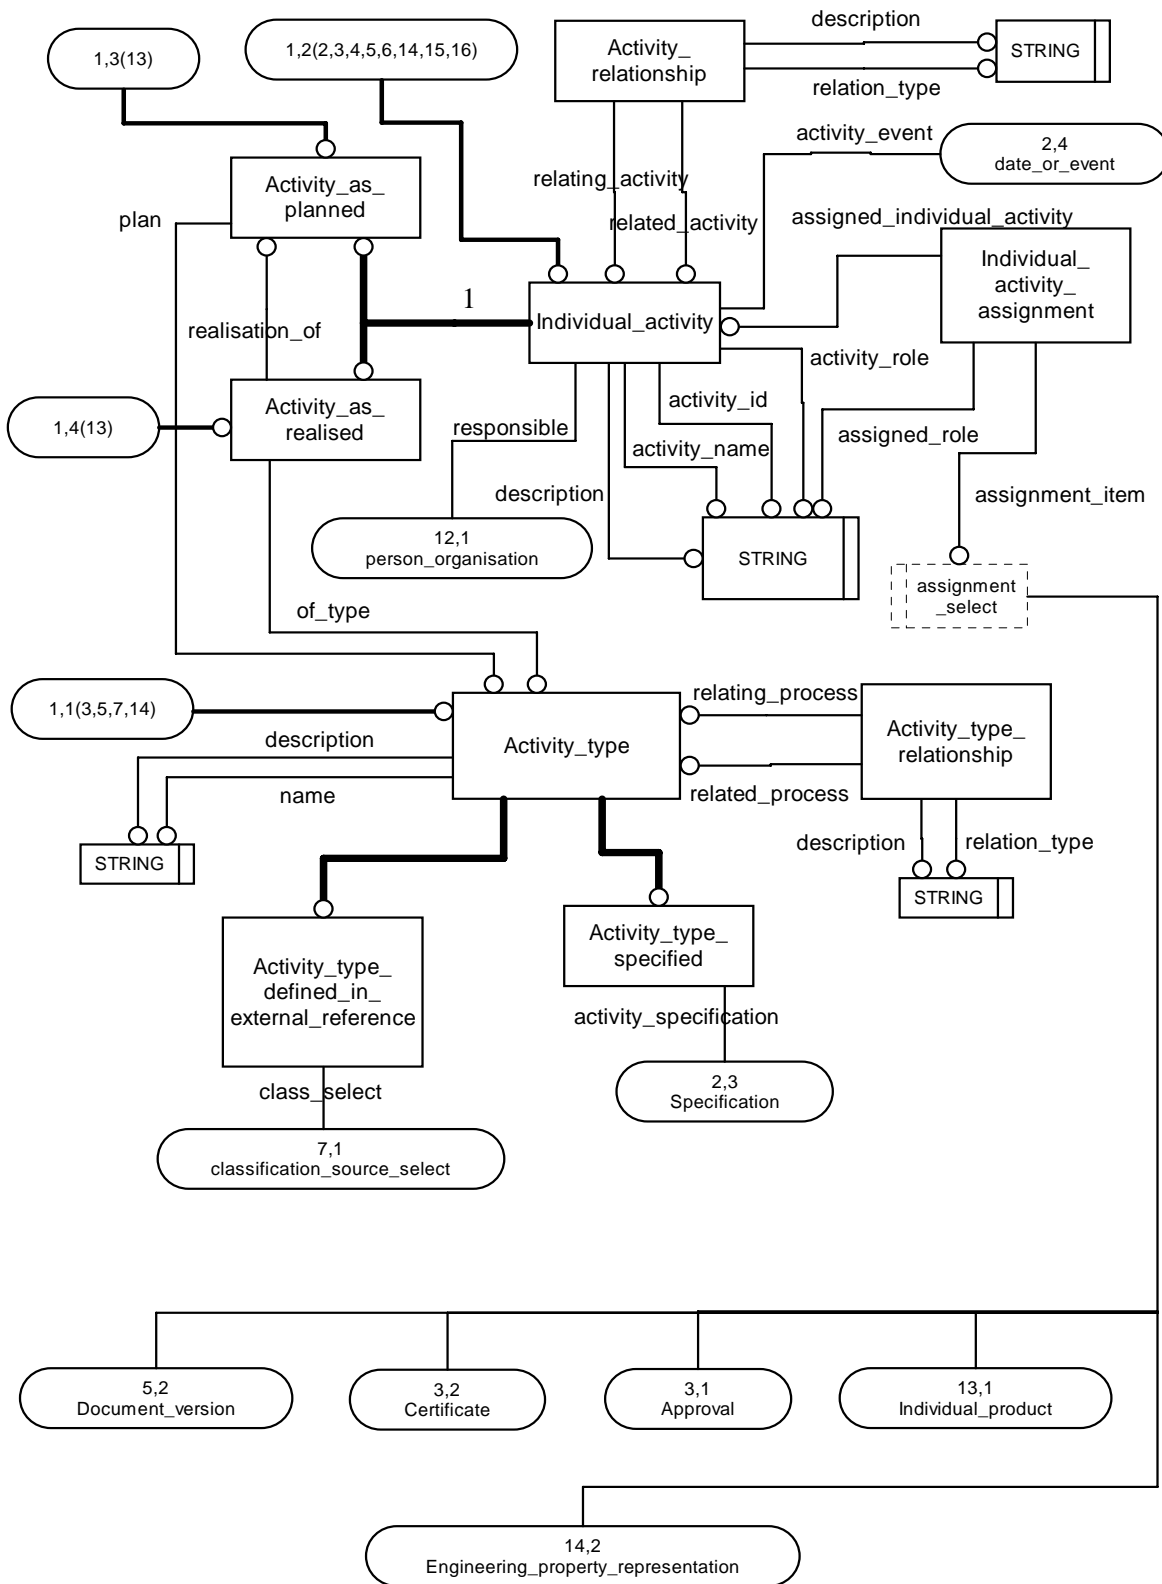 description
1,3(13)
1,2(2,3,4,5,6,14,15,16)
Activity_
relationship
STRING
relation_type
activity_event
2,4
date_or_event
Activity_as_
planned
relating_activity
plan
related_activity
assigned_individual_activity
Individual_
activity_
assignment
1
Individual_activity
realisation_of
activity_role
Activity_as_
realised
activity_id
1,4(13)
responsible
activity_name
assigned_role
description
assignment_item
12,1
person_organisation
STRING
assignment
_select
of_type
1,1(3,5,7,14)
relating_process
Activity_type
Activity_type_
relationship
description
name
related_process
description
relation_type
STRING
STRING
Activity_type_
specified
Activity_type_
defined_in_
external_reference
activity_specification
class_select
2,3
Specification
7,1
classification_source_select
5,2
Document_version
3,2
Certificate
3,1
Approval
13,1
Individual_product
14,2
Engineering_property_representation